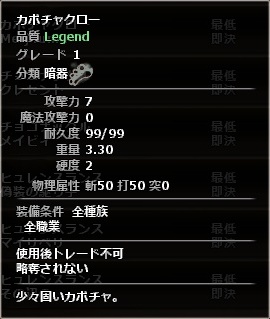 カボチャクロー
品質 Legend
グレード 1
分類 暗器
攻撃力 7
魔法攻撃力 0
耐久度 99/99
重量 3.30
硬度 2
物理属性 斬50 打50 突0
装備条件 全種族
全職業
使用後トレード不可
略奪されない
少々固いカボチャ。